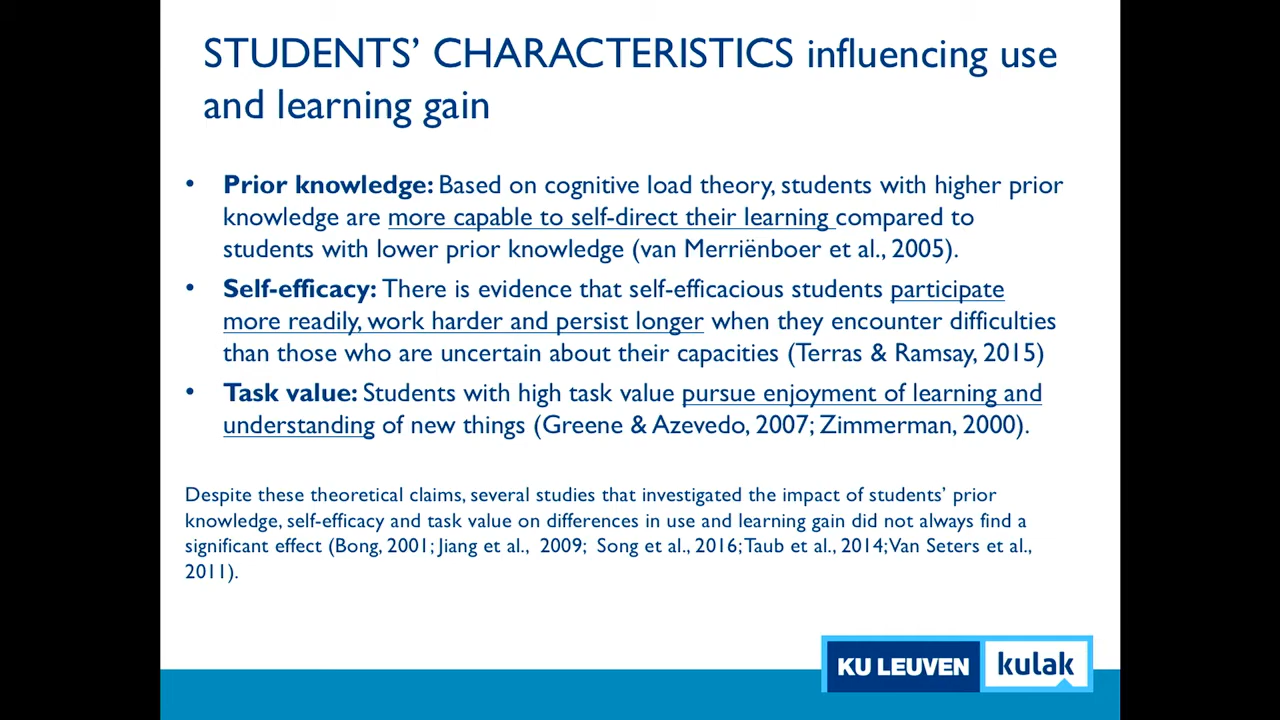 STUDENTS' CHARACTERISTICS influencing use
and learning gain
• Prior knowledge: Based on cognitive load theory, students with higher prior
knowledge are more capable to self-direct their learning compared to
students with lower prior knowledge (van Merriënboer et al., 2005).
• Self-efficacy: There is evidence that self-efficacious students participate
more readily, work harder and persist longer when they encounter difficulties
than those who are uncertain about their capacities (Terras & Ramsay, 2015)
• Task value: Students with high task value pursue enjoyment of learning and
understanding of new things (Greene & Azevedo, 2007; Zimmerman, 2000).
Despite these theoretical claims, several studies that investigated the impact of students' prior
knowledge, self-efficacy and task value on differences in use and learning gain did not always find a
significant effect (Bong, 2001; Jiang et al., 2009; Song et al., 2016; Taub et al., 2014; Van Seters et al.,
2011).
KU LEUVEN kulak